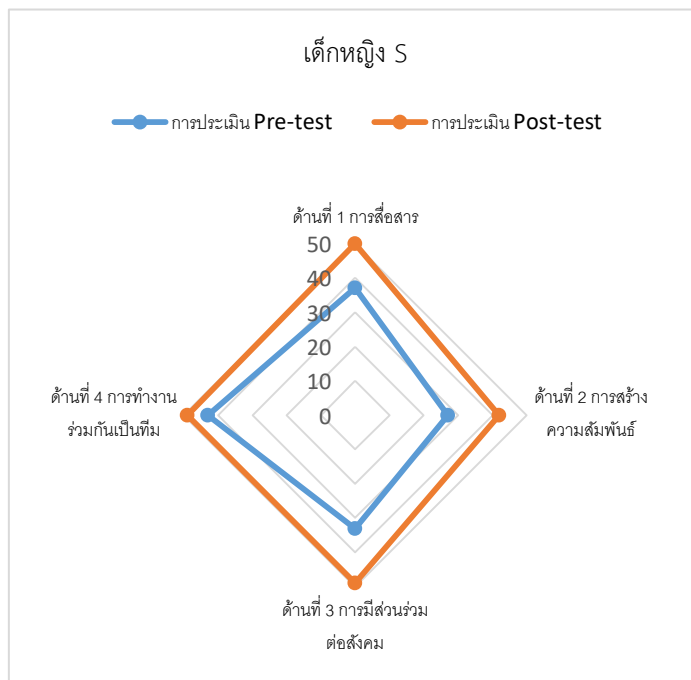 เด็กหญิง S
การประเมิน Pre-test
การประเมิน Post-test
ด้านที่ 1 การสื่อสาร
50
40
30
20
10
0
ด้านที่ 2 การสร้าง
ความสัมพันธ์
ด้านที่ 3 การมีส่วนร่วม
ต่อสังคม
ด้านที่ 4 การทำงาน
ร่วมกันเป็นทีม